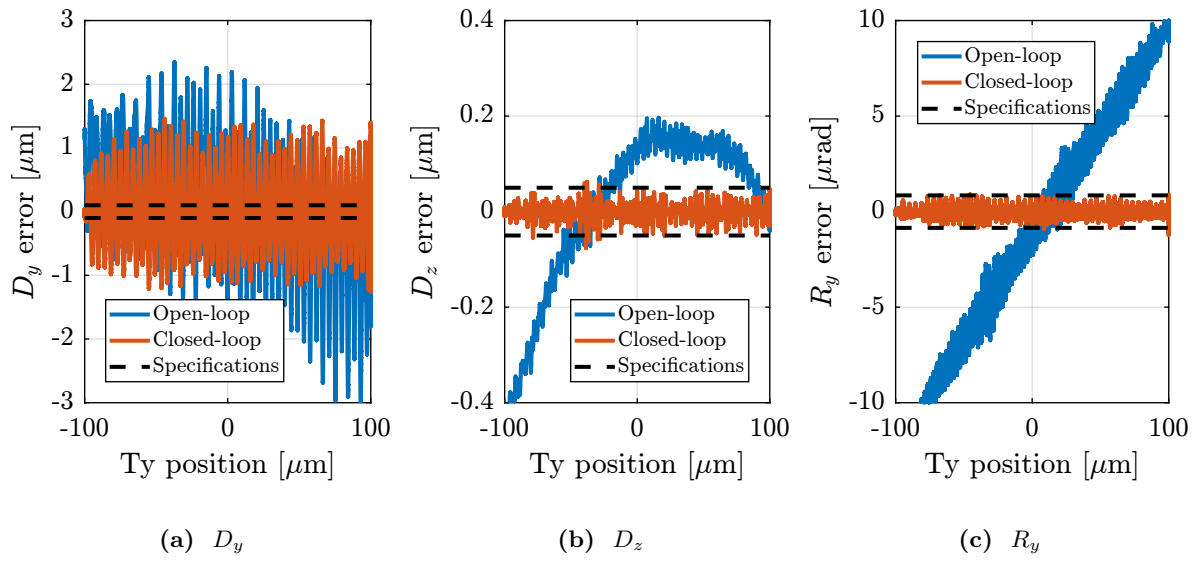 3
2
1
0
-1
-2
-3
-100
0
100
D_y error [μm]
Ty position [μm]
Open-loop
Closed-loop
Specifications
(a) D_y
0.4
0.2
0
-0.2
-0.4
-100
0
100
D_z error [μm]
Ty position [μm]
Open-loop
Closed-loop
Specifications
(b) D_z
10
5
0
-5
-10
-100
0
100
R_y error [μrad]
Ty position [μm]
Open-loop
Closed-loop
Specifications
(c) R_y